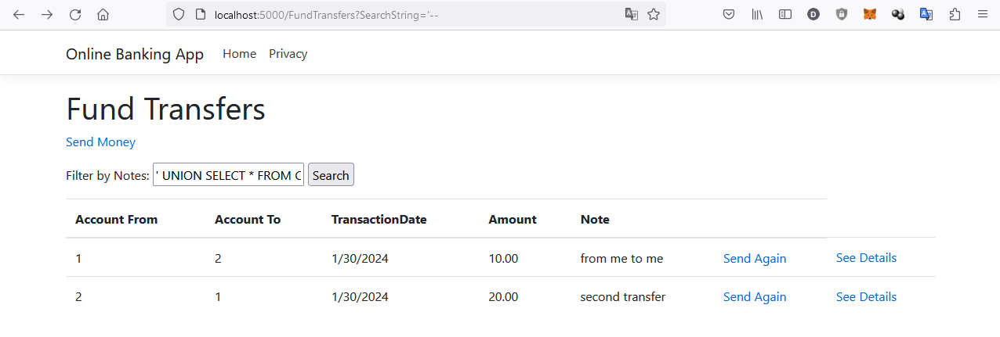 localhost:5000/FundTransfers?SearchString='--
Online Banking App Home Privacy
Fund Transfers
Send Money
Filter by Notes: ' UNION SELECT * FROM C Search
Account From Account To TransactionDate Amount Note
1 2 1/30/2024 10.00 from me to me Send Again See Details
2 1 1/30/2024 20.00 second transfer Send Again See Details